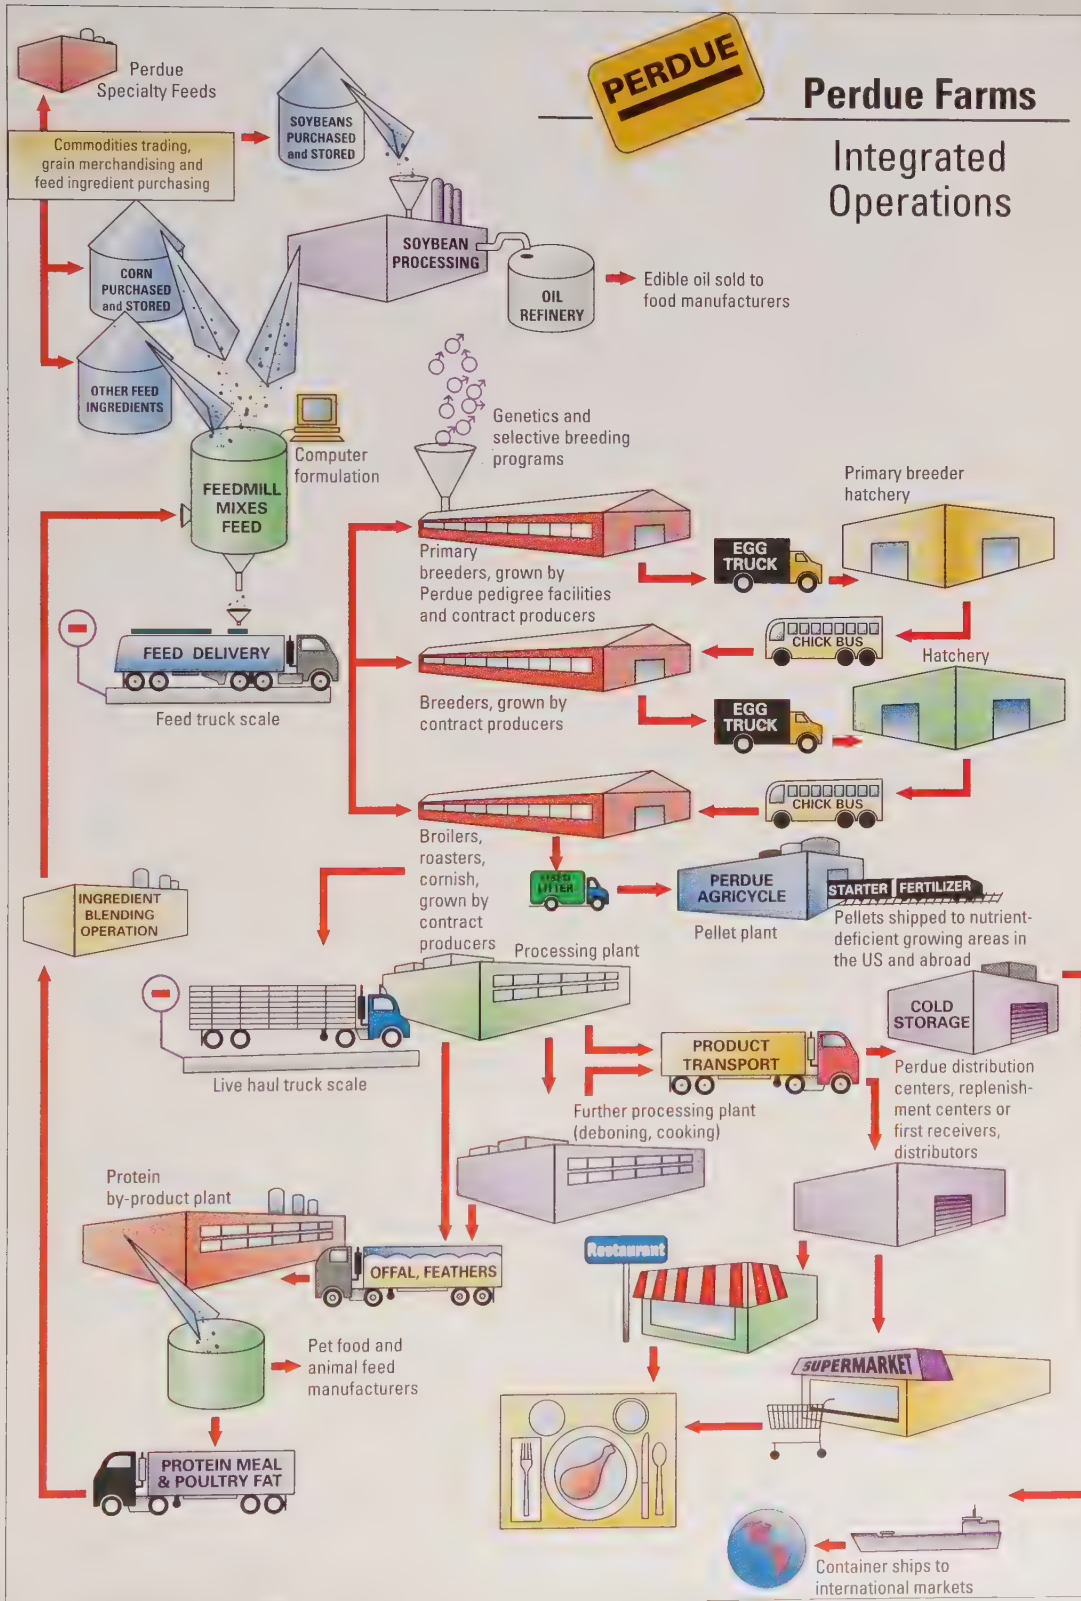 PERDUE
Perdue Farms
Integrated
Operations
Perdue
Specialty Feeds
Commodities trading,
grain merchandising and
feed ingredient purchasing
SOYBEANS
PURCHASED
and STORED
SOYBEAN
PROCESSING
OIL
REFINERY
Edible oil sold to
food manufacturers
CORN
PURCHASED
and STORED
OTHER FEED
INGREDIENTS
Computer
formulation
FEEDMILL
MIXES
FEED
Genetics and
selective breeding
programs
Primary breeder
hatchery
Primary
breeders, grown by
Perdue pedigree facilities
and contract producers
EGG
TRUCK
CHICK BUS
FEED DELIVERY
Feed truck scale
Hatchery
Breeders, grown by
contract producers
EGG
TRUCK
CHICK BUS
Broilers,
roasters,
cornish,
grown by
contract
producers
LITTER
PERDUE
AGRICYCLE
Pellet plant
STARTER
FERTILIZER
Pellets shipped to nutrient-
deficient growing areas in
the US and abroad
INGREDIENT
BLENDING
OPERATION
Processing plant
Live haul truck scale
COLD
STORAGE
PRODUCT
TRANSPORT
Perdue distribution
centers, replenish-
ment centers or
first receivers,
distributors
Further processing plant
(deboning, cooking)
Protein
by-product plant
OFFAL, FEATHERS
Restaurant
Pet food and
animal feed
manufacturers
SUPERMARKET
PROTEIN MEAL
& POULTRY FAT
Container ships to
international markets